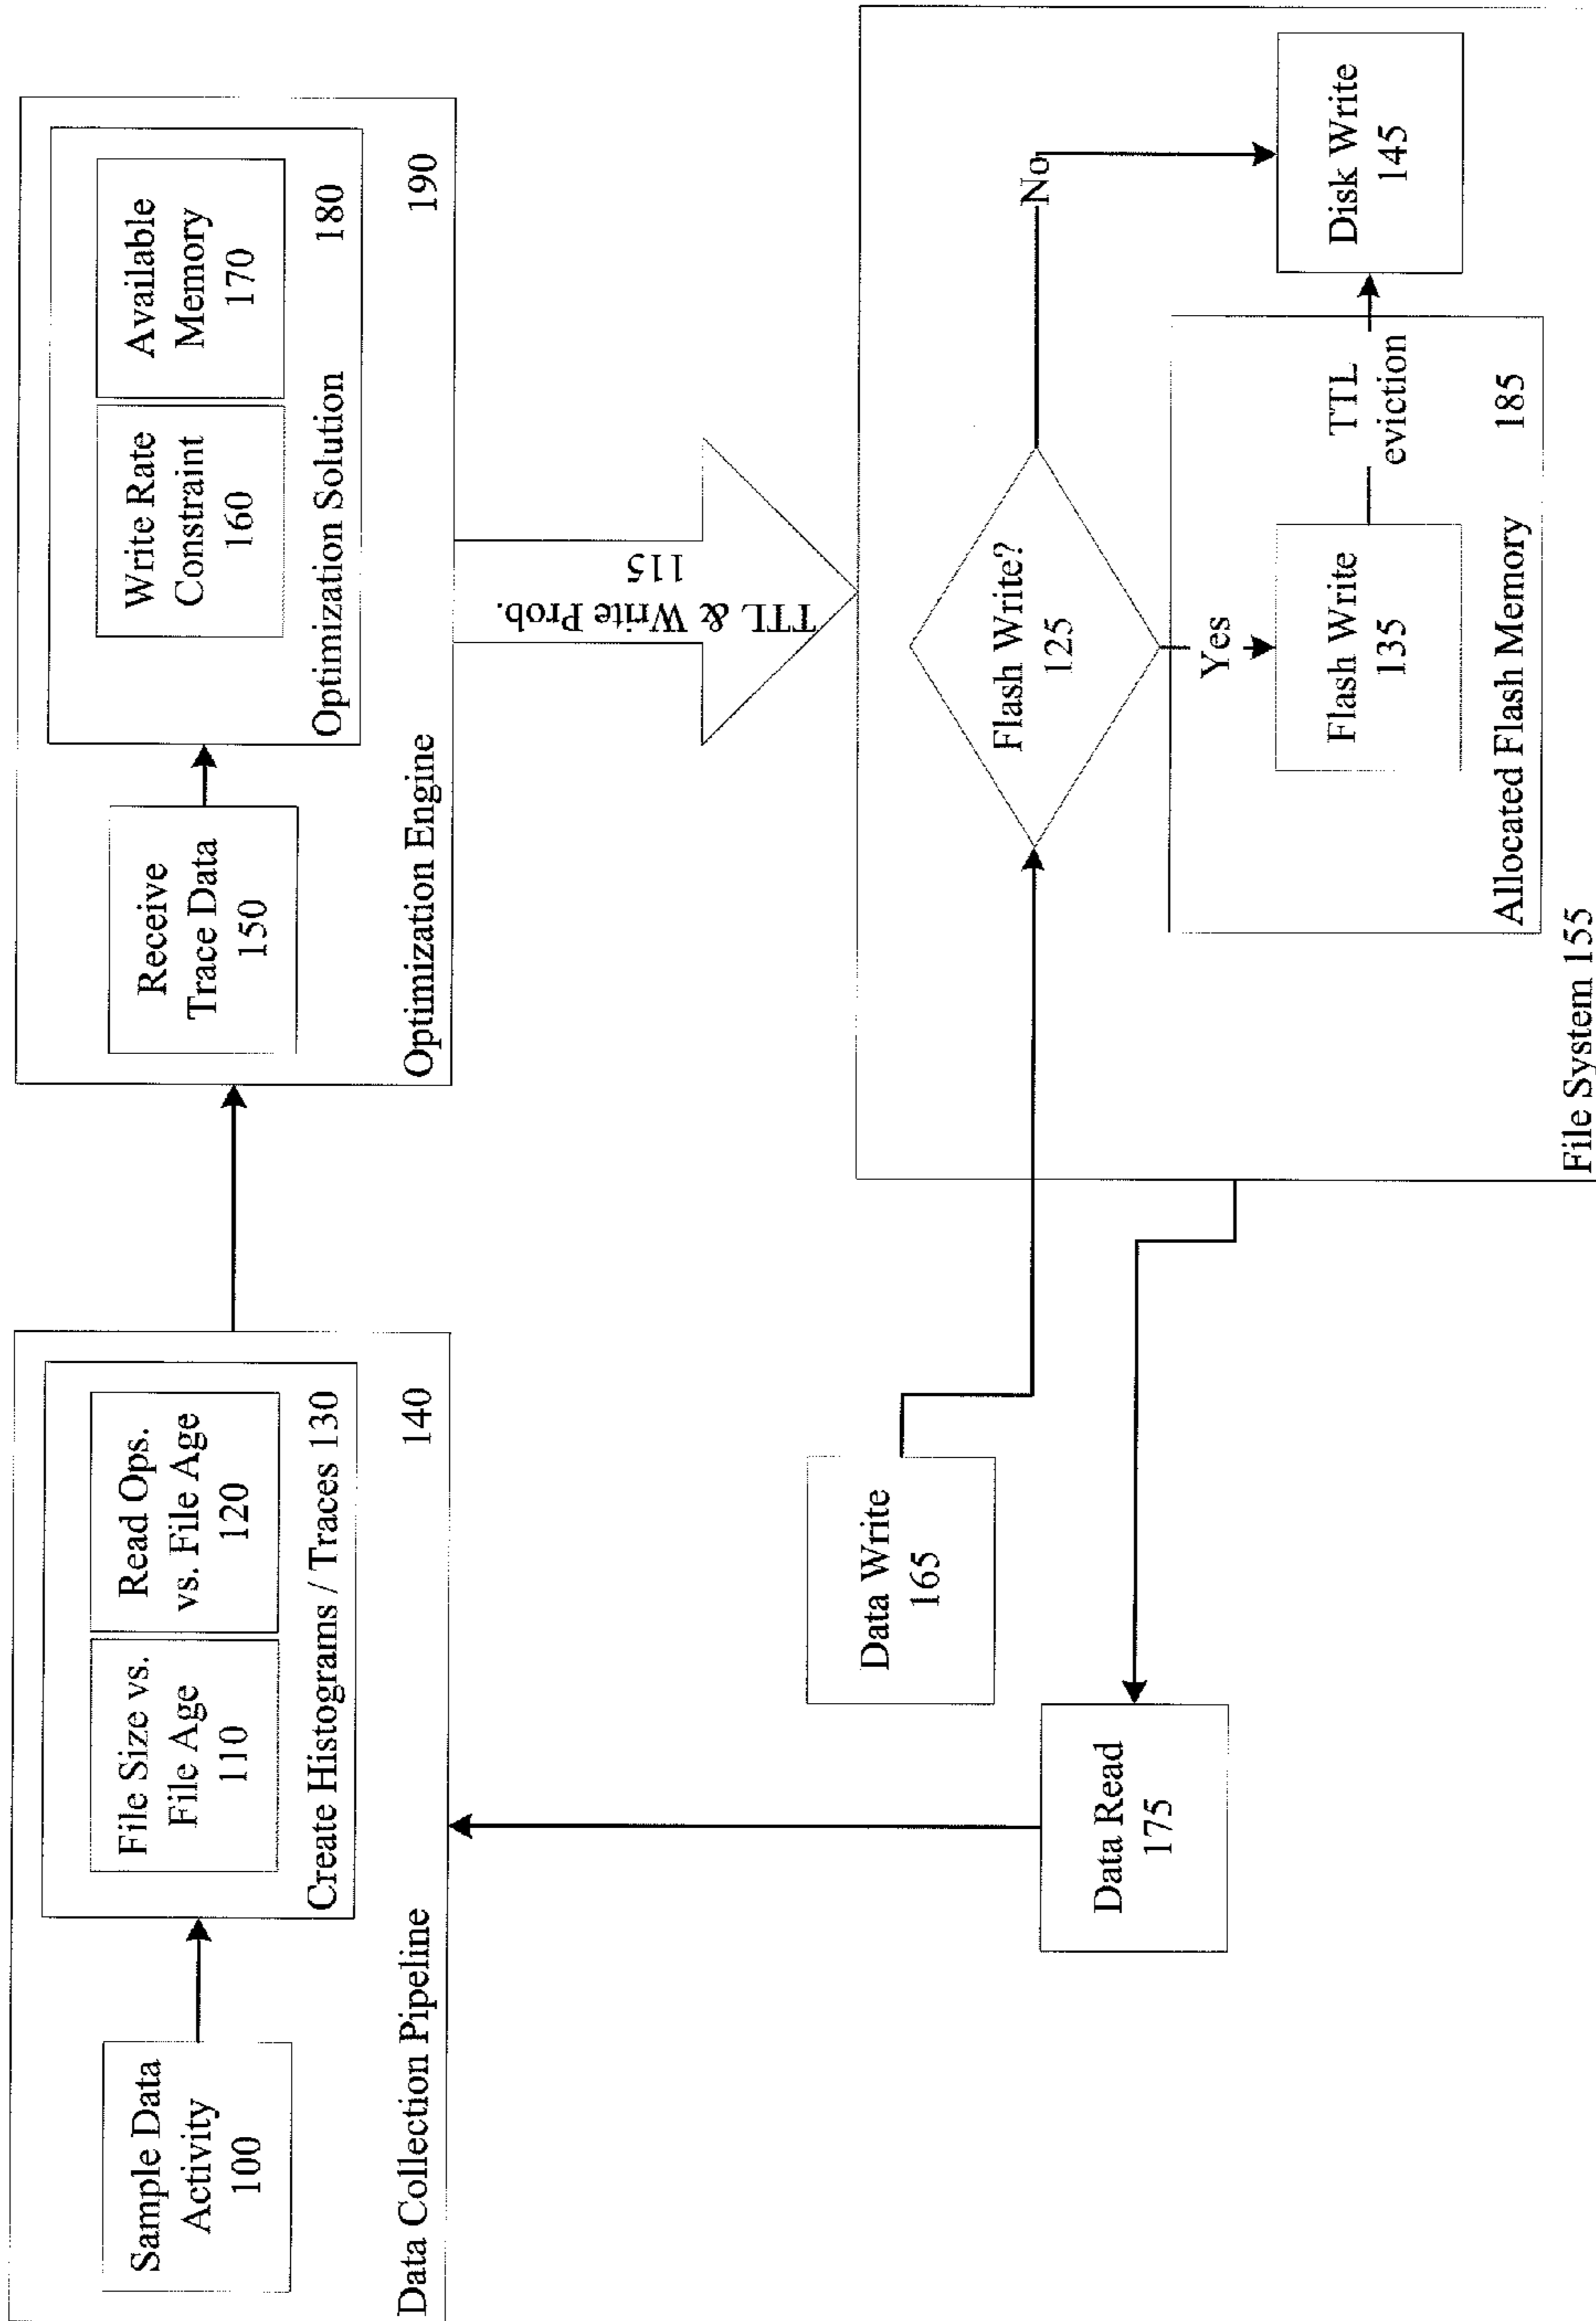 Sample Data
Activity
100
File Size vs.
File Age
110
Read Ops.
vs. File Age
120
Create Histograms / Traces 130
Data Collection Pipeline
140
Receive
Trace Data
150
Write Rate
Constraint
160
Available
Memory
170
Optimization Solution
180
Optimization Engine
190
TTL & Write Prob.
115
Data Write
165
Data Read
175
Flash Write?
125
No
Yes
Flash Write
135
TTL
eviction
Disk Write
145
Allocated Flash Memory
185
File System 155